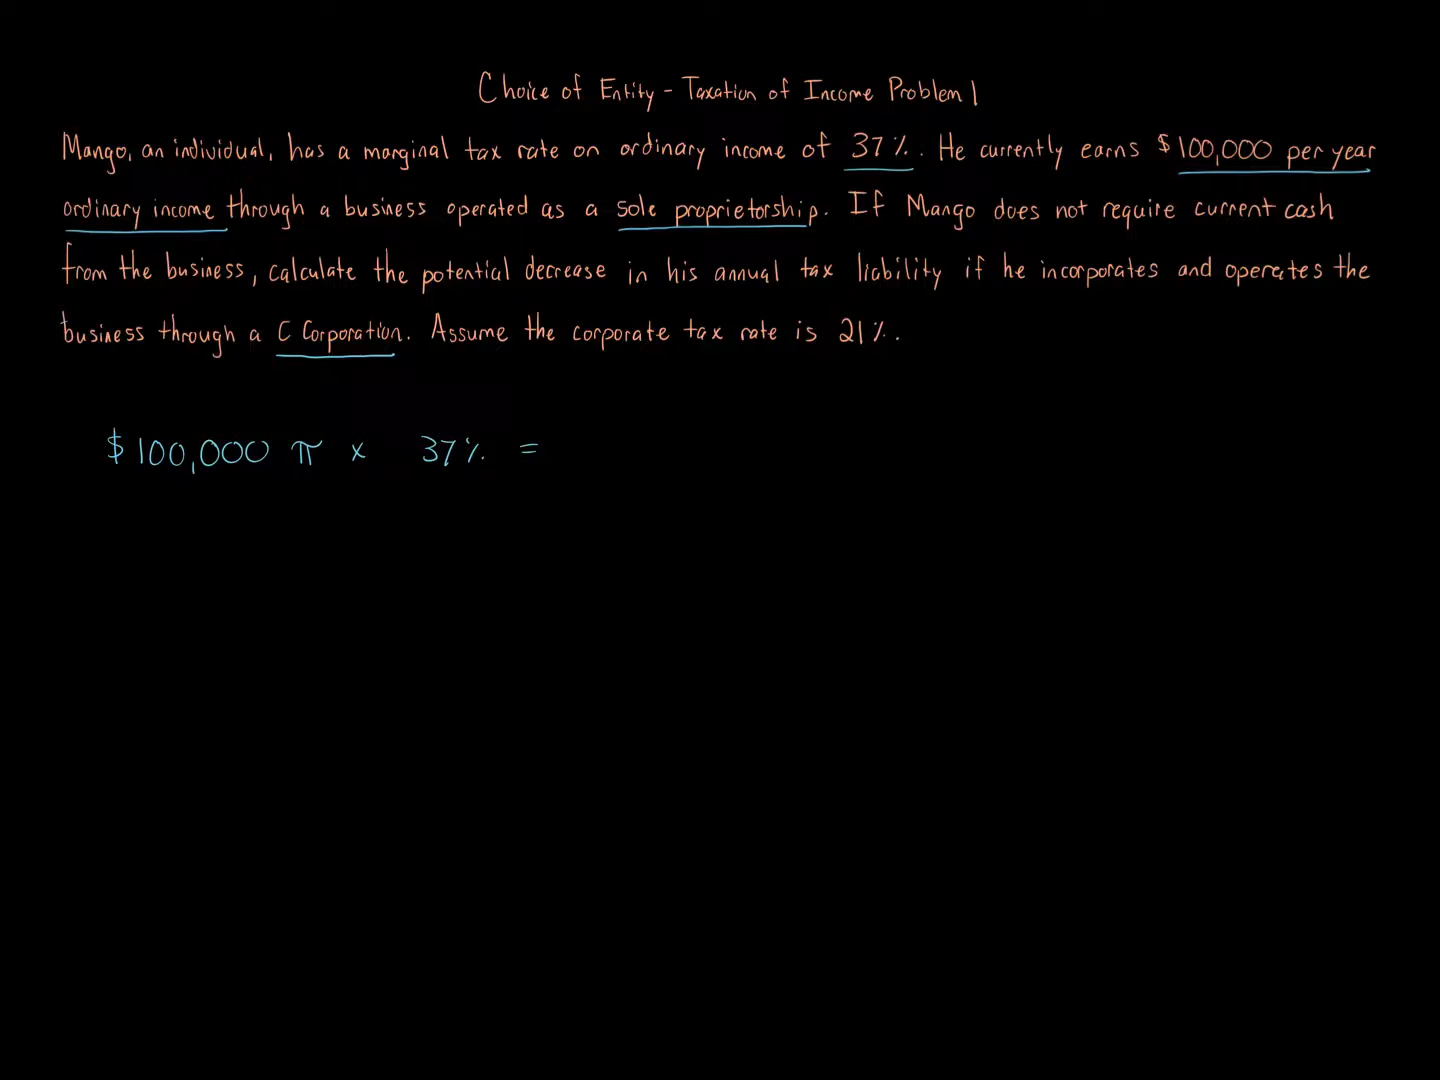 Choice of Entity - Taxation of Income Problem 1
Mango, an individual, has a marginal tax rate on ordinary income of 37%. He currently earns $100,000 per year
ordinary income through a business operated as a sole proprietorship. If Mango does not require current cash
from the business, calculate the potential decrease in his annual tax liability if he incorporates and operates the
business through a C Corporation. Assume the corporate tax rate is 21%.
$100,000 π x 37% =